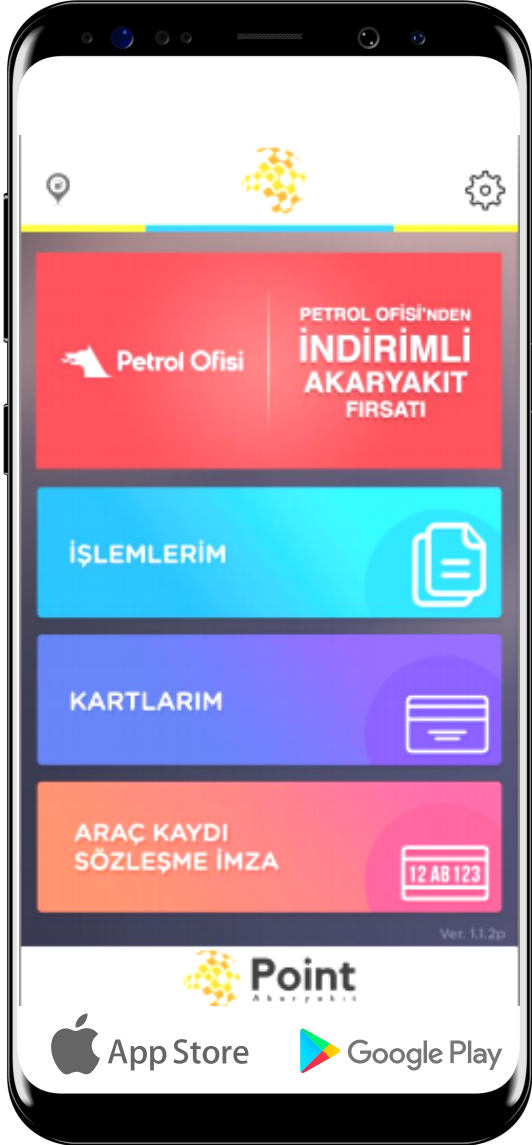 Petrol Ofisi
PETROL OFİSİ'NDEN
İNDİRİMLİ
AKARYAKIT
FIRSATI
İŞLEMLERİM
KARTLARIM
ARAÇ KAYDI
SÖZLEŞME İMZA
12 AB 123
Ver. 1.1.2p
Point
Akaryakıt
App Store
Google Play